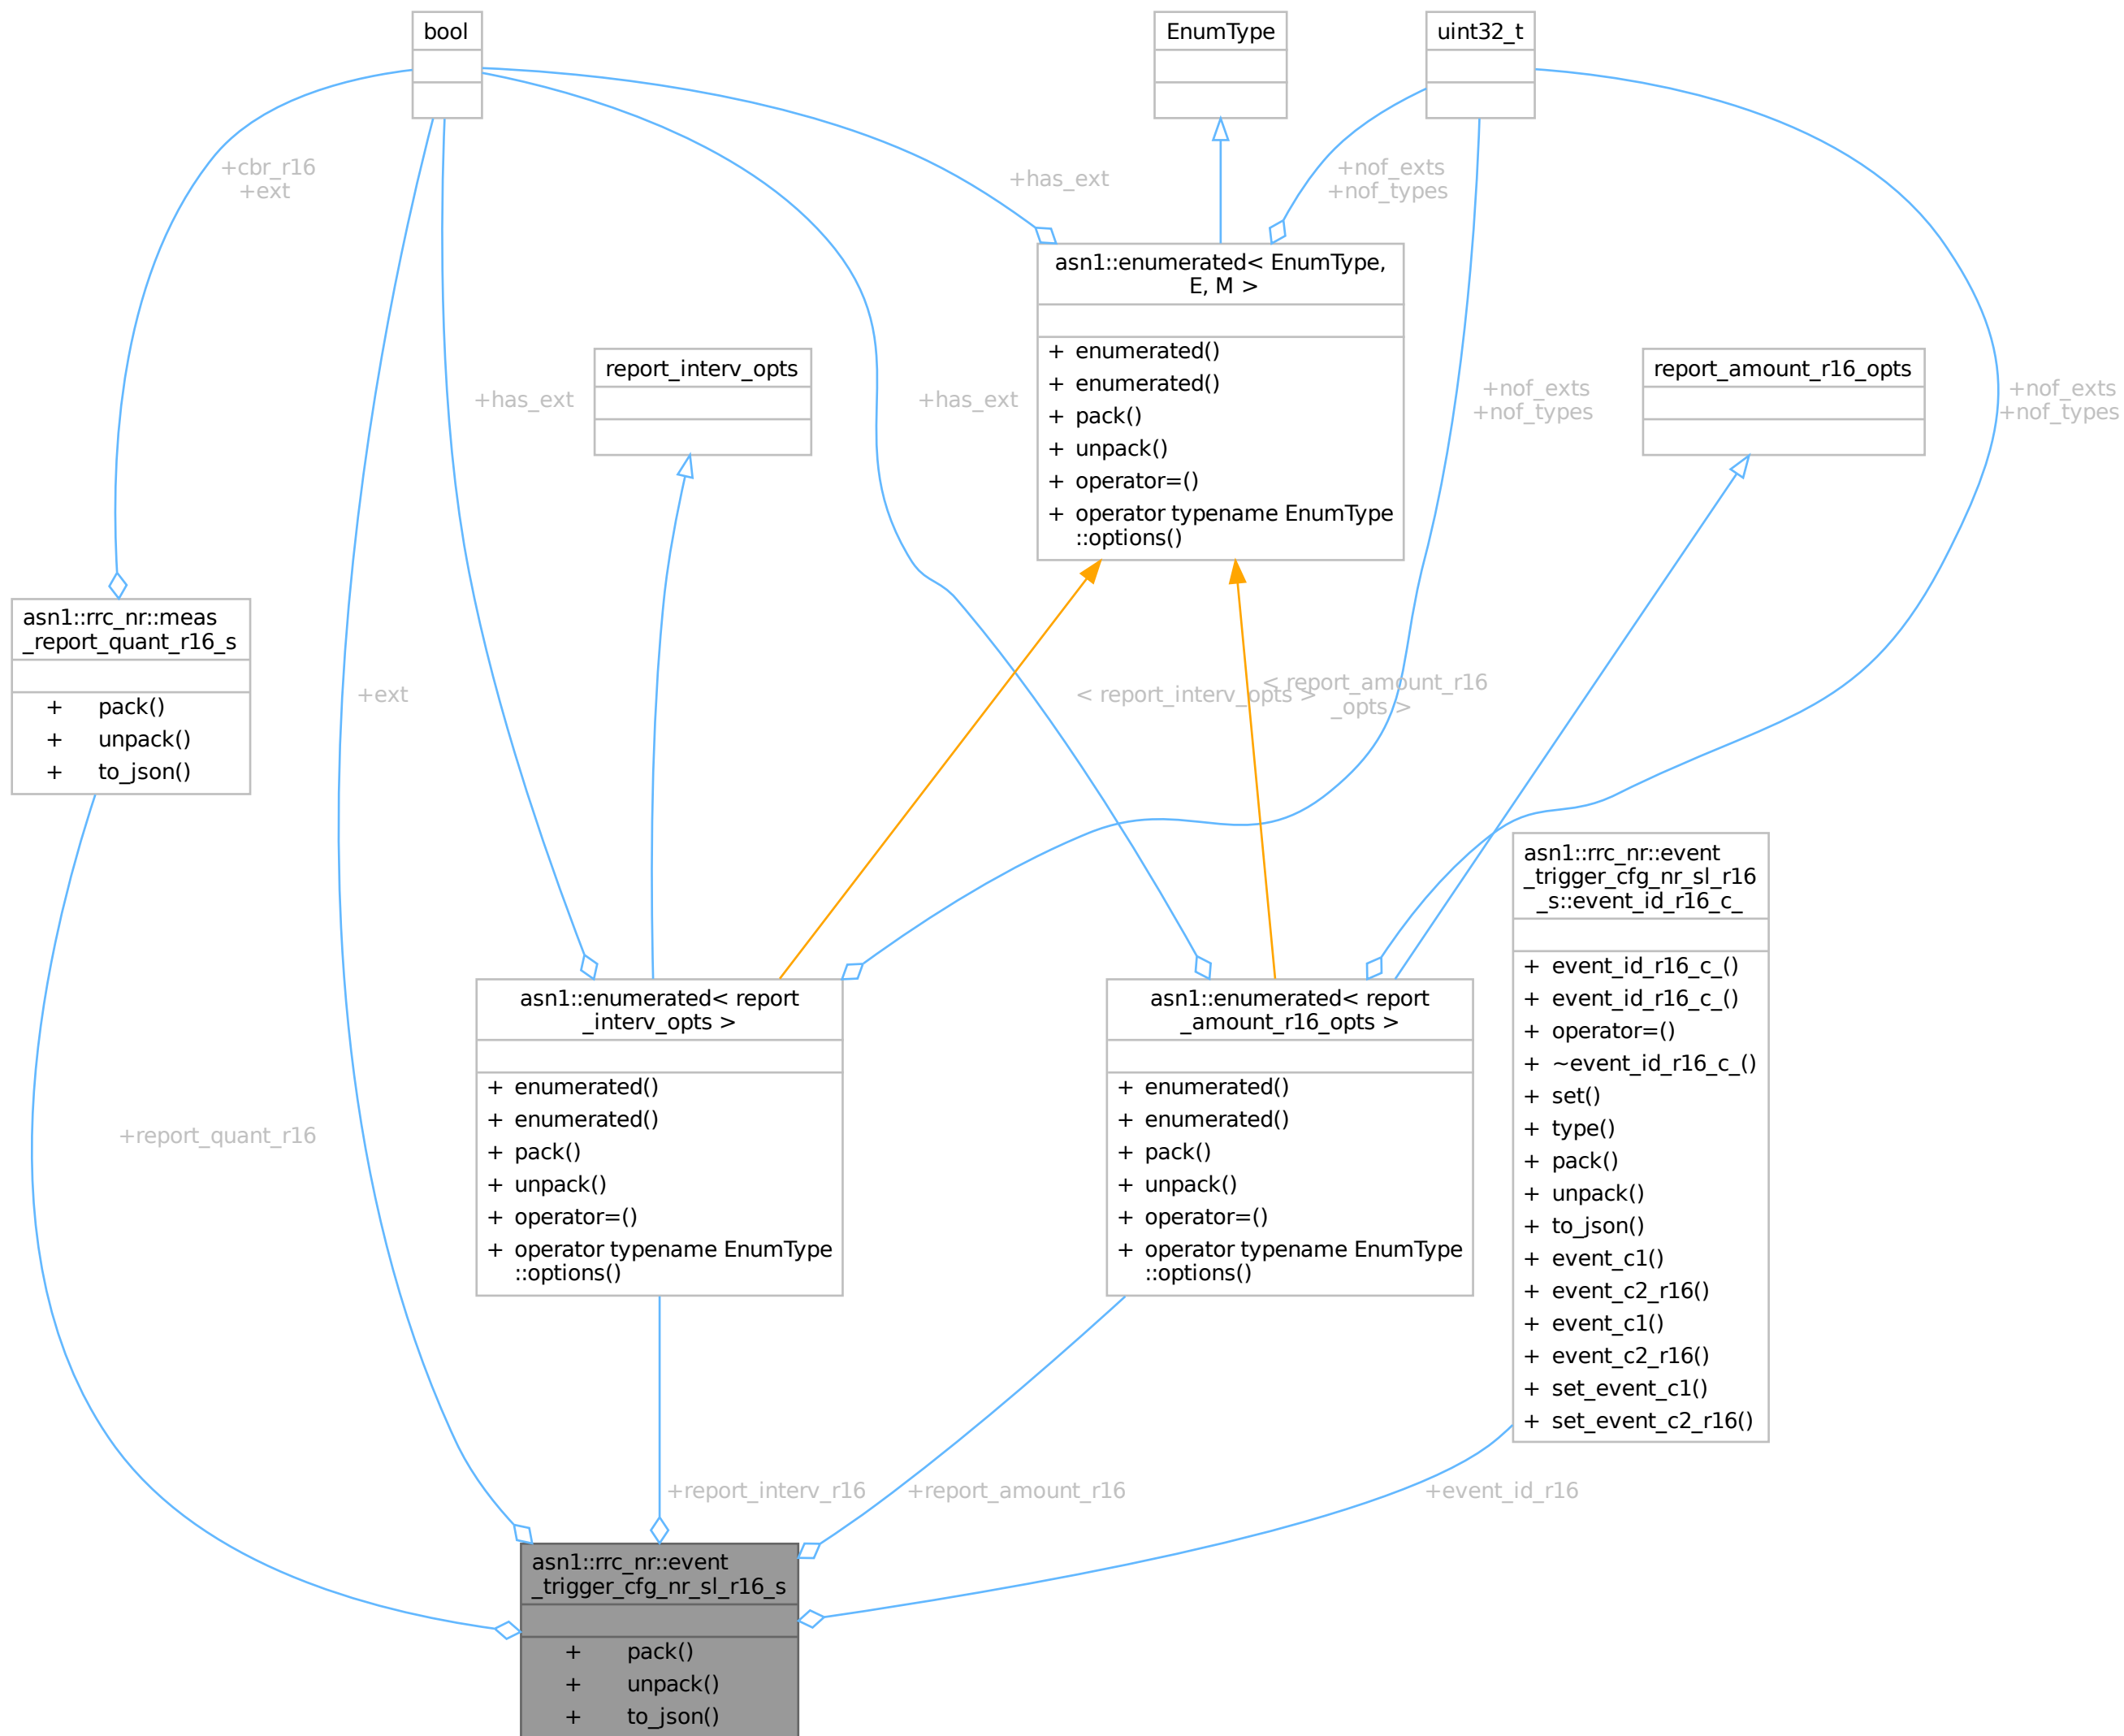 bool
EnumType
uint32_t
+cbr_r16
+ext
+has_ext
+nof_exts
+nof_types
asn1::enumerated< EnumType,
E, M >
+ enumerated()
+ enumerated()
+ pack()
+ unpack()
+ operator=()
+ operator typename EnumType
::options()
report_interv_opts
report_amount_r16_opts
+has_ext
+has_ext
+nof_exts
+nof_types
+nof_exts
+nof_types
asn1::rrc_nr::meas
_report_quant_r16_s
+ pack()
+ unpack()
+ to_json()
+ext
< report_interv_opts >
< report_amount_r16
_opts >
asn1::rrc_nr::event
_trigger_cfg_nr_sl_r16
_s::event_id_r16_c_
+ event_id_r16_c_()
+ event_id_r16_c_()
+ operator=()
+ ~event_id_r16_c_()
+ set()
+ type()
+ pack()
+ unpack()
+ to_json()
+ event_c1()
+ event_c2_r16()
+ event_c1()
+ event_c2_r16()
+ set_event_c1()
+ set_event_c2_r16()
asn1::enumerated< report
_interv_opts >
+ enumerated()
+ enumerated()
+ pack()
+ unpack()
+ operator=()
+ operator typename EnumType
::options()
asn1::enumerated< report
_amount_r16_opts >
+ enumerated()
+ enumerated()
+ pack()
+ unpack()
+ operator=()
+ operator typename EnumType
::options()
+report_quant_r16
+report_interv_r16
+report_amount_r16
+event_id_r16
asn1::rrc_nr::event
_trigger_cfg_nr_sl_r16_s
+ pack()
+ unpack()
+ to_json()